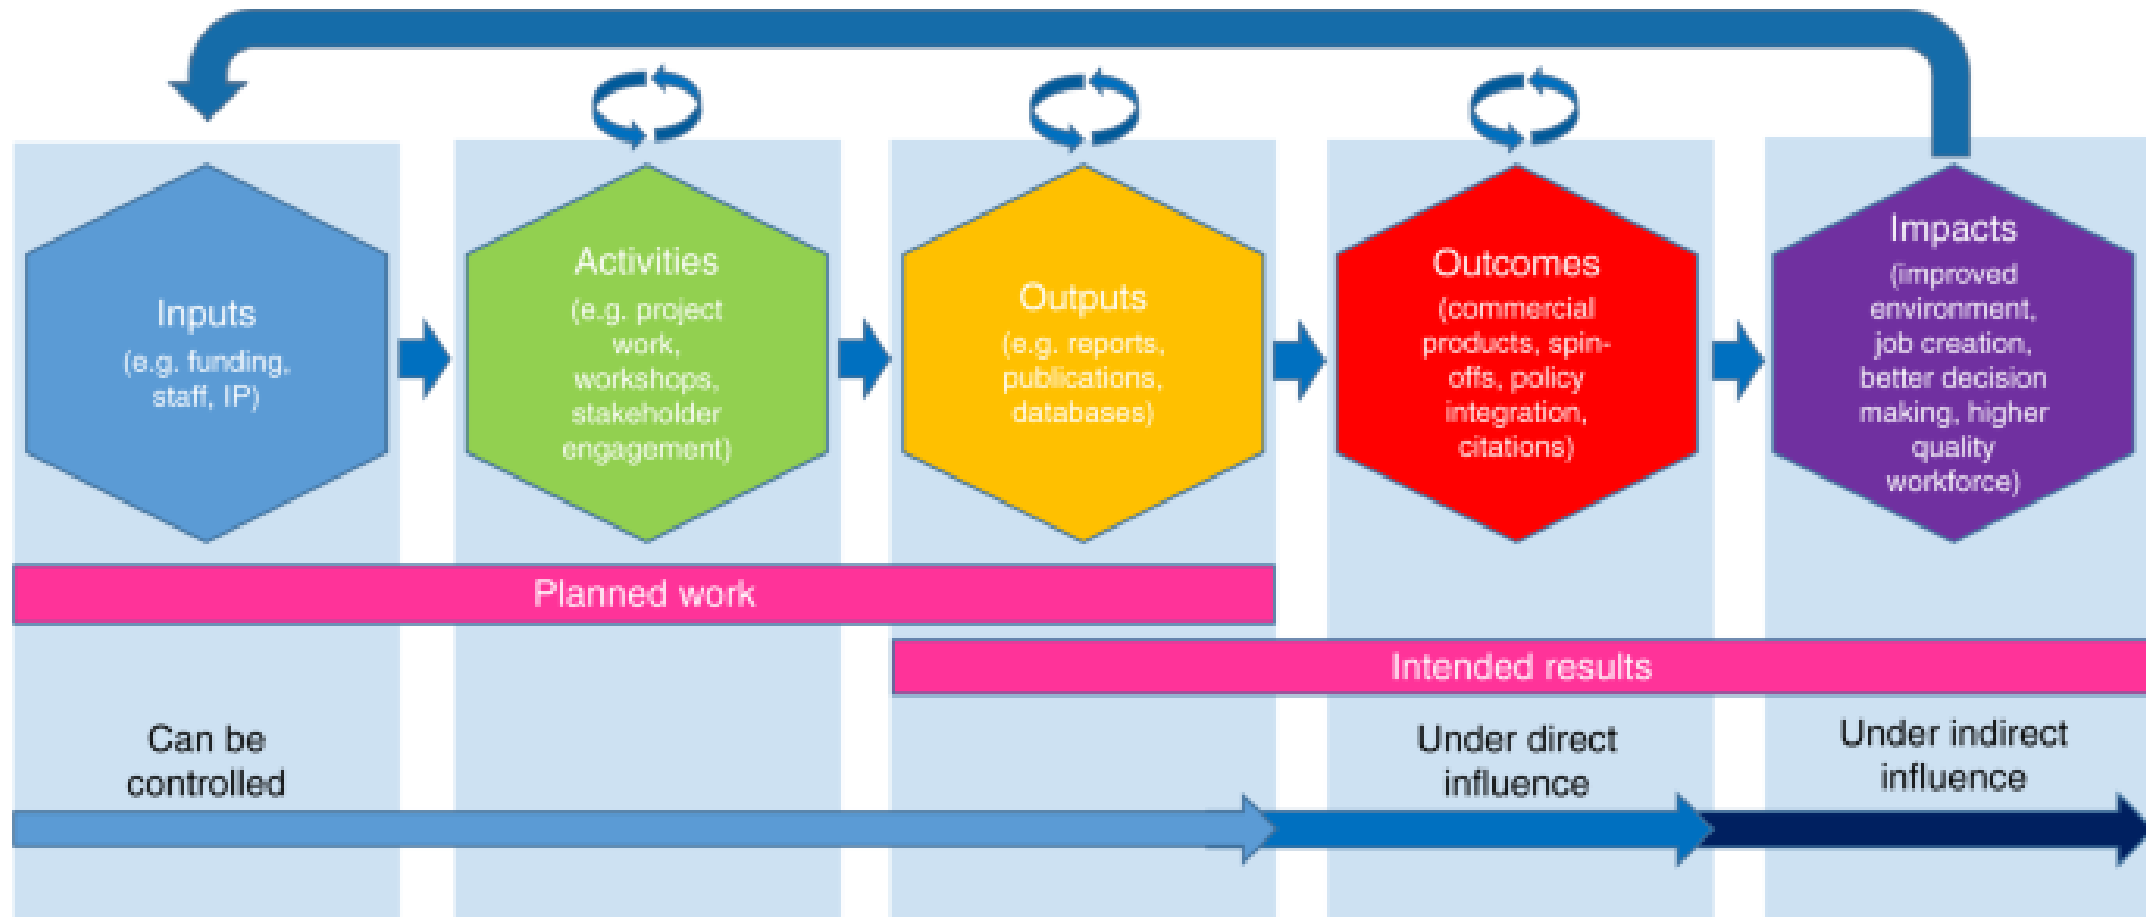 Inputs
(e.g. funding,
staff, IP)
Activities
(e.g. project
work,
workshops,
stakeholder
engagement)
Outputs
(e.g. reports,
publications,
databases)
Outcomes
(commercial
products, spin-
offs, policy
integration,
citations)
Impacts
(improved
environment,
job creation,
better decision
making, higher
quality
workforce)
Planned work
Intended results
Can be
controlled
Under direct
influence
Under indirect
influence